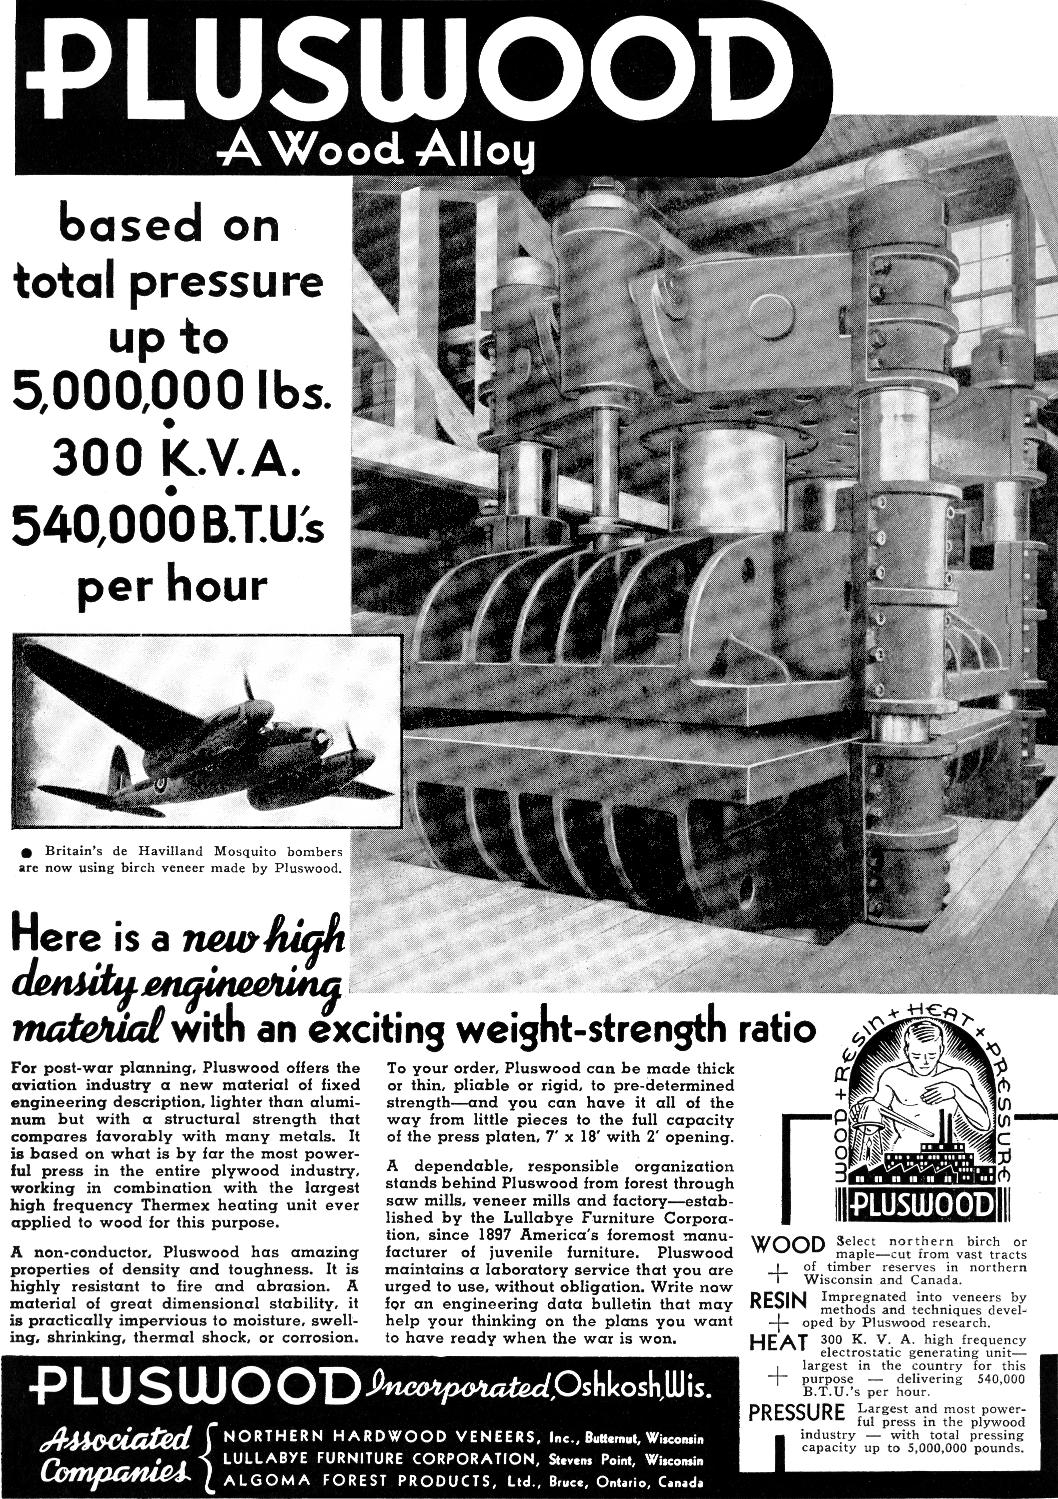 PLUSWOOD
A Wood Alloy
based on
total pressure
up to
5,000,000 lbs.
•
300 K.V.A.
•
540,000 B.T.U.'s
per hour
● Britain's de Havilland Mosquito bombers
are now using birch veneer made by Pluswood.
Here is a new high
density engineering
material with an exciting weight-strength ratio
For post-war planning, Pluswood offers the
aviation industry a new material of fixed
engineering description, lighter than alumi-
num but with a structural strength that
compares favorably with many metals. It
is based on what is by far the most power-
ful press in the entire plywood industry,
working in combination with the largest
high frequency Thermex heating unit ever
applied to wood for this purpose.
A non-conductor, Pluswood has amazing
properties of density and toughness. It is
highly resistant to fire and abrasion. A
material of great dimensional stability, it
is practically impervious to moisture, swell-
ing, shrinking, thermal shock, or corrosion.
To your order, Pluswood can be made thick
or thin, pliable or rigid, to pre-determined
strength—and you can have it all of the
way from little pieces to the full capacity
of the press platen, 7' x 18' with 2' opening.
A dependable, responsible organization
stands behind Pluswood from forest through
saw mills, veneer mills and factory—estab-
lished by the Lullabye Furniture Corpora-
tion, since 1897 America's foremost manu-
facturer of juvenile furniture. Pluswood
maintains a laboratory service that you are
urged to use, without obligation. Write now
for an engineering data bulletin that may
help your thinking on the plans you want
to have ready when the war is won.
WOOD + RESIN + HEAT + PRESSURE
PLUSWOOD
WOOD Select northern birch or
maple—cut from vast tracts
+ of timber reserves in northern
Wisconsin and Canada.
RESIN Impregnated into veneers by
methods and techniques devel-
+ oped by Pluswood research.
HEAT 300 K. V. A. high frequency
electrostatic generating unit—
largest in the country for this
+ purpose — delivering 540,000
B.T.U.'s per hour.
PRESSURE Largest and most power-
ful press in the plywood
industry — with total pressing
capacity up to 5,000,000 pounds.
PLUSWOOD Incorporated, Oshkosh, Wis.
Associated Companies
NORTHERN HARDWOOD VENEERS, Inc., Butternut, Wisconsin
LULLABYE FURNITURE CORPORATION, Stevens Point, Wisconsin
ALGOMA FOREST PRODUCTS, Ltd., Bruce, Ontario, Canada